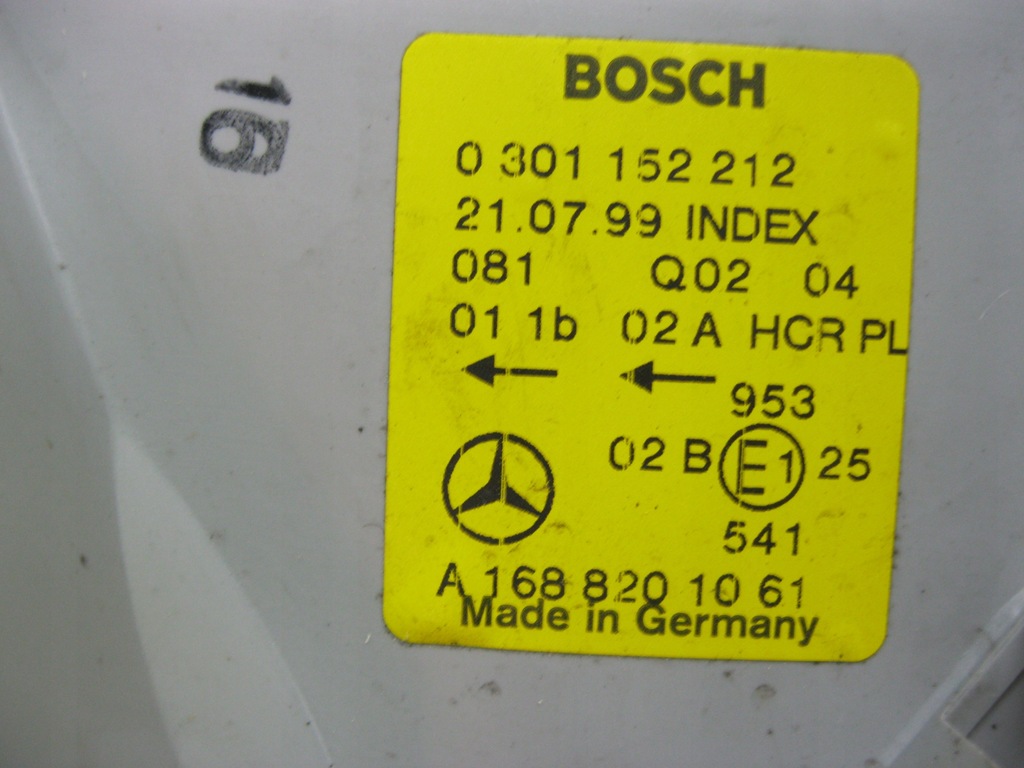 16
BOSCH
0 301 152 212
21.07.99 INDEX
081 Q02 04
01 1b 02 A HCR PL
953
02 B E1 25
541
A 168 820 10 61
Made in Germany